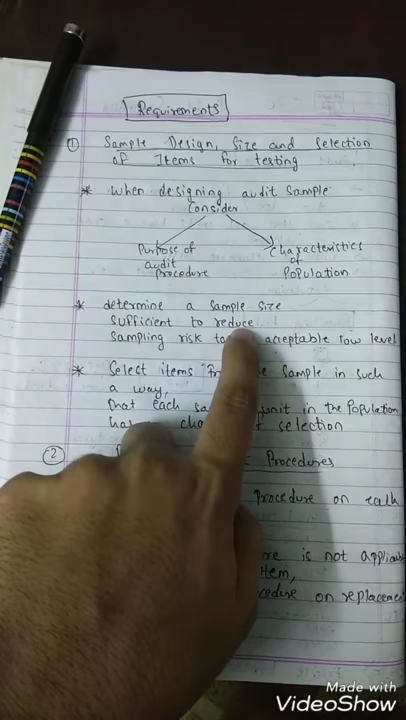 Requirements
① Sample Design, Size and selection
of Items for testing
* When designing audit sample
Consider
Purpose of
audit
Procedure
Characteristics
of
Population
* determine a sample size
sufficient to reduce
sampling risk to acceptable low level
* Select items the sample in such
a way,
that each unit in the Population
has selection
② Procedures
Procedure on each
is not applicable
item,
on replacement
Made with
VideoShow